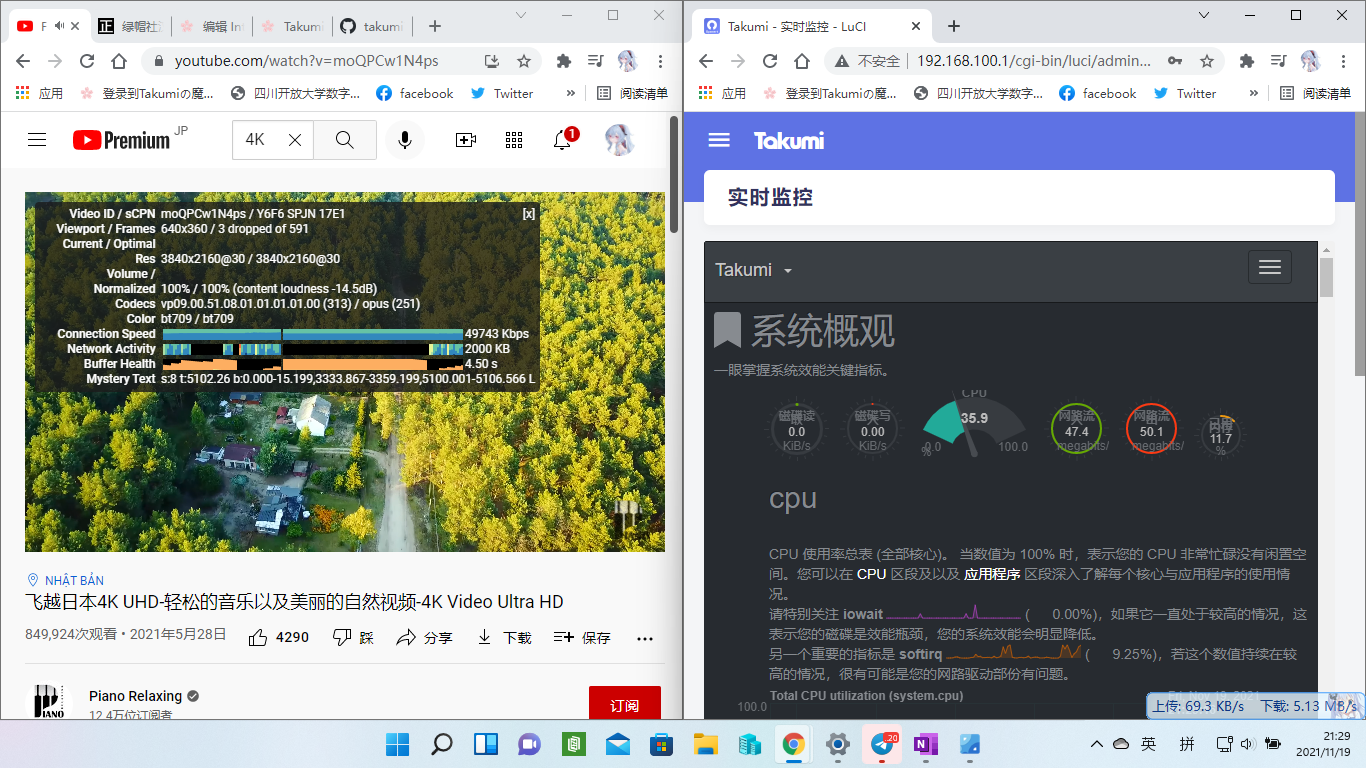 F
绿帽社江
编辑 Int
Takumi
takumi
youtube.com/watch?v=moQPCw1N4ps
应用
登录到Takumiの魔...
四川开放大学数字...
facebook
Twitter
»
阅读清单
Premium JP
4K
1
Video ID / sCPN moQPCw1N4ps / Y6F6 SPJN 17E1 [x]
Viewport / Frames 640x360 / 3 dropped of 591
Current / Optimal
Res 3840x2160@30 / 3840x2160@30
Volume /
Normalized 100% / 100% (content loudness -14.5dB)
Codecs vp09.00.51.08.01.01.01.01.00 (313) / opus (251)
Color bt709 / bt709
Connection Speed 49743 Kbps
Network Activity 2000 KB
Buffer Health 4.50 s
Mystery Text s:8 t:5102.26 b:0.000-15.199,3333.867-3359.199,5100.001-5106.566 L
NHẬT BẢN
飞越日本4K UHD-轻松的音乐以及美丽的自然视频-4K Video Ultra HD
849,924次观看 • 2021年5月28日
4290
踩
分享
下载
保存
PIANO
Piano Relaxing
12.4万位订阅者
订阅
Takumi - 实时监控 - LuCI
不安全
192.168.100.1/cgi-bin/luci/admin...
应用
登录到Takumiの魔...
四川开放大学数字...
facebook
Twitter
»
阅读清单
Takumi
实时监控
Takumi
系统概观
一眼掌握系统效能关键指标。
磁碟读
0.0
KiB/s
磁碟写
0.00
KiB/s
CPU
35.9
0.0
100.0
%
网路流
47.4
megabits/
网路流
50.1
megabits/
11.7
%
cpu
CPU 使用率总表 (全部核心)。 当数值为 100% 时，表示您的 CPU 非常忙碌没有闲置空
间。您可以在 CPU 区段及以及 应用程序 区段深入了解每个核心与应用程序的使用情
况。
请特别关注 iowait ( 0.00%)，如果它一直处于较高的情况，这
表示您的磁碟是效能瓶颈，您的系统效能会明显降低。
另一个重要的指标是 softirq ( 9.25%)，若这个数值持续在较
高的情况，很有可能是您的网路驱动部份有问题。
Total CPU utilization (system.cpu)
Fri, Nov 19, 2021
100.0
上传: 69.3 KB/s 下载: 5.13 MB/s
20
英
拼
21:29
2021/11/19